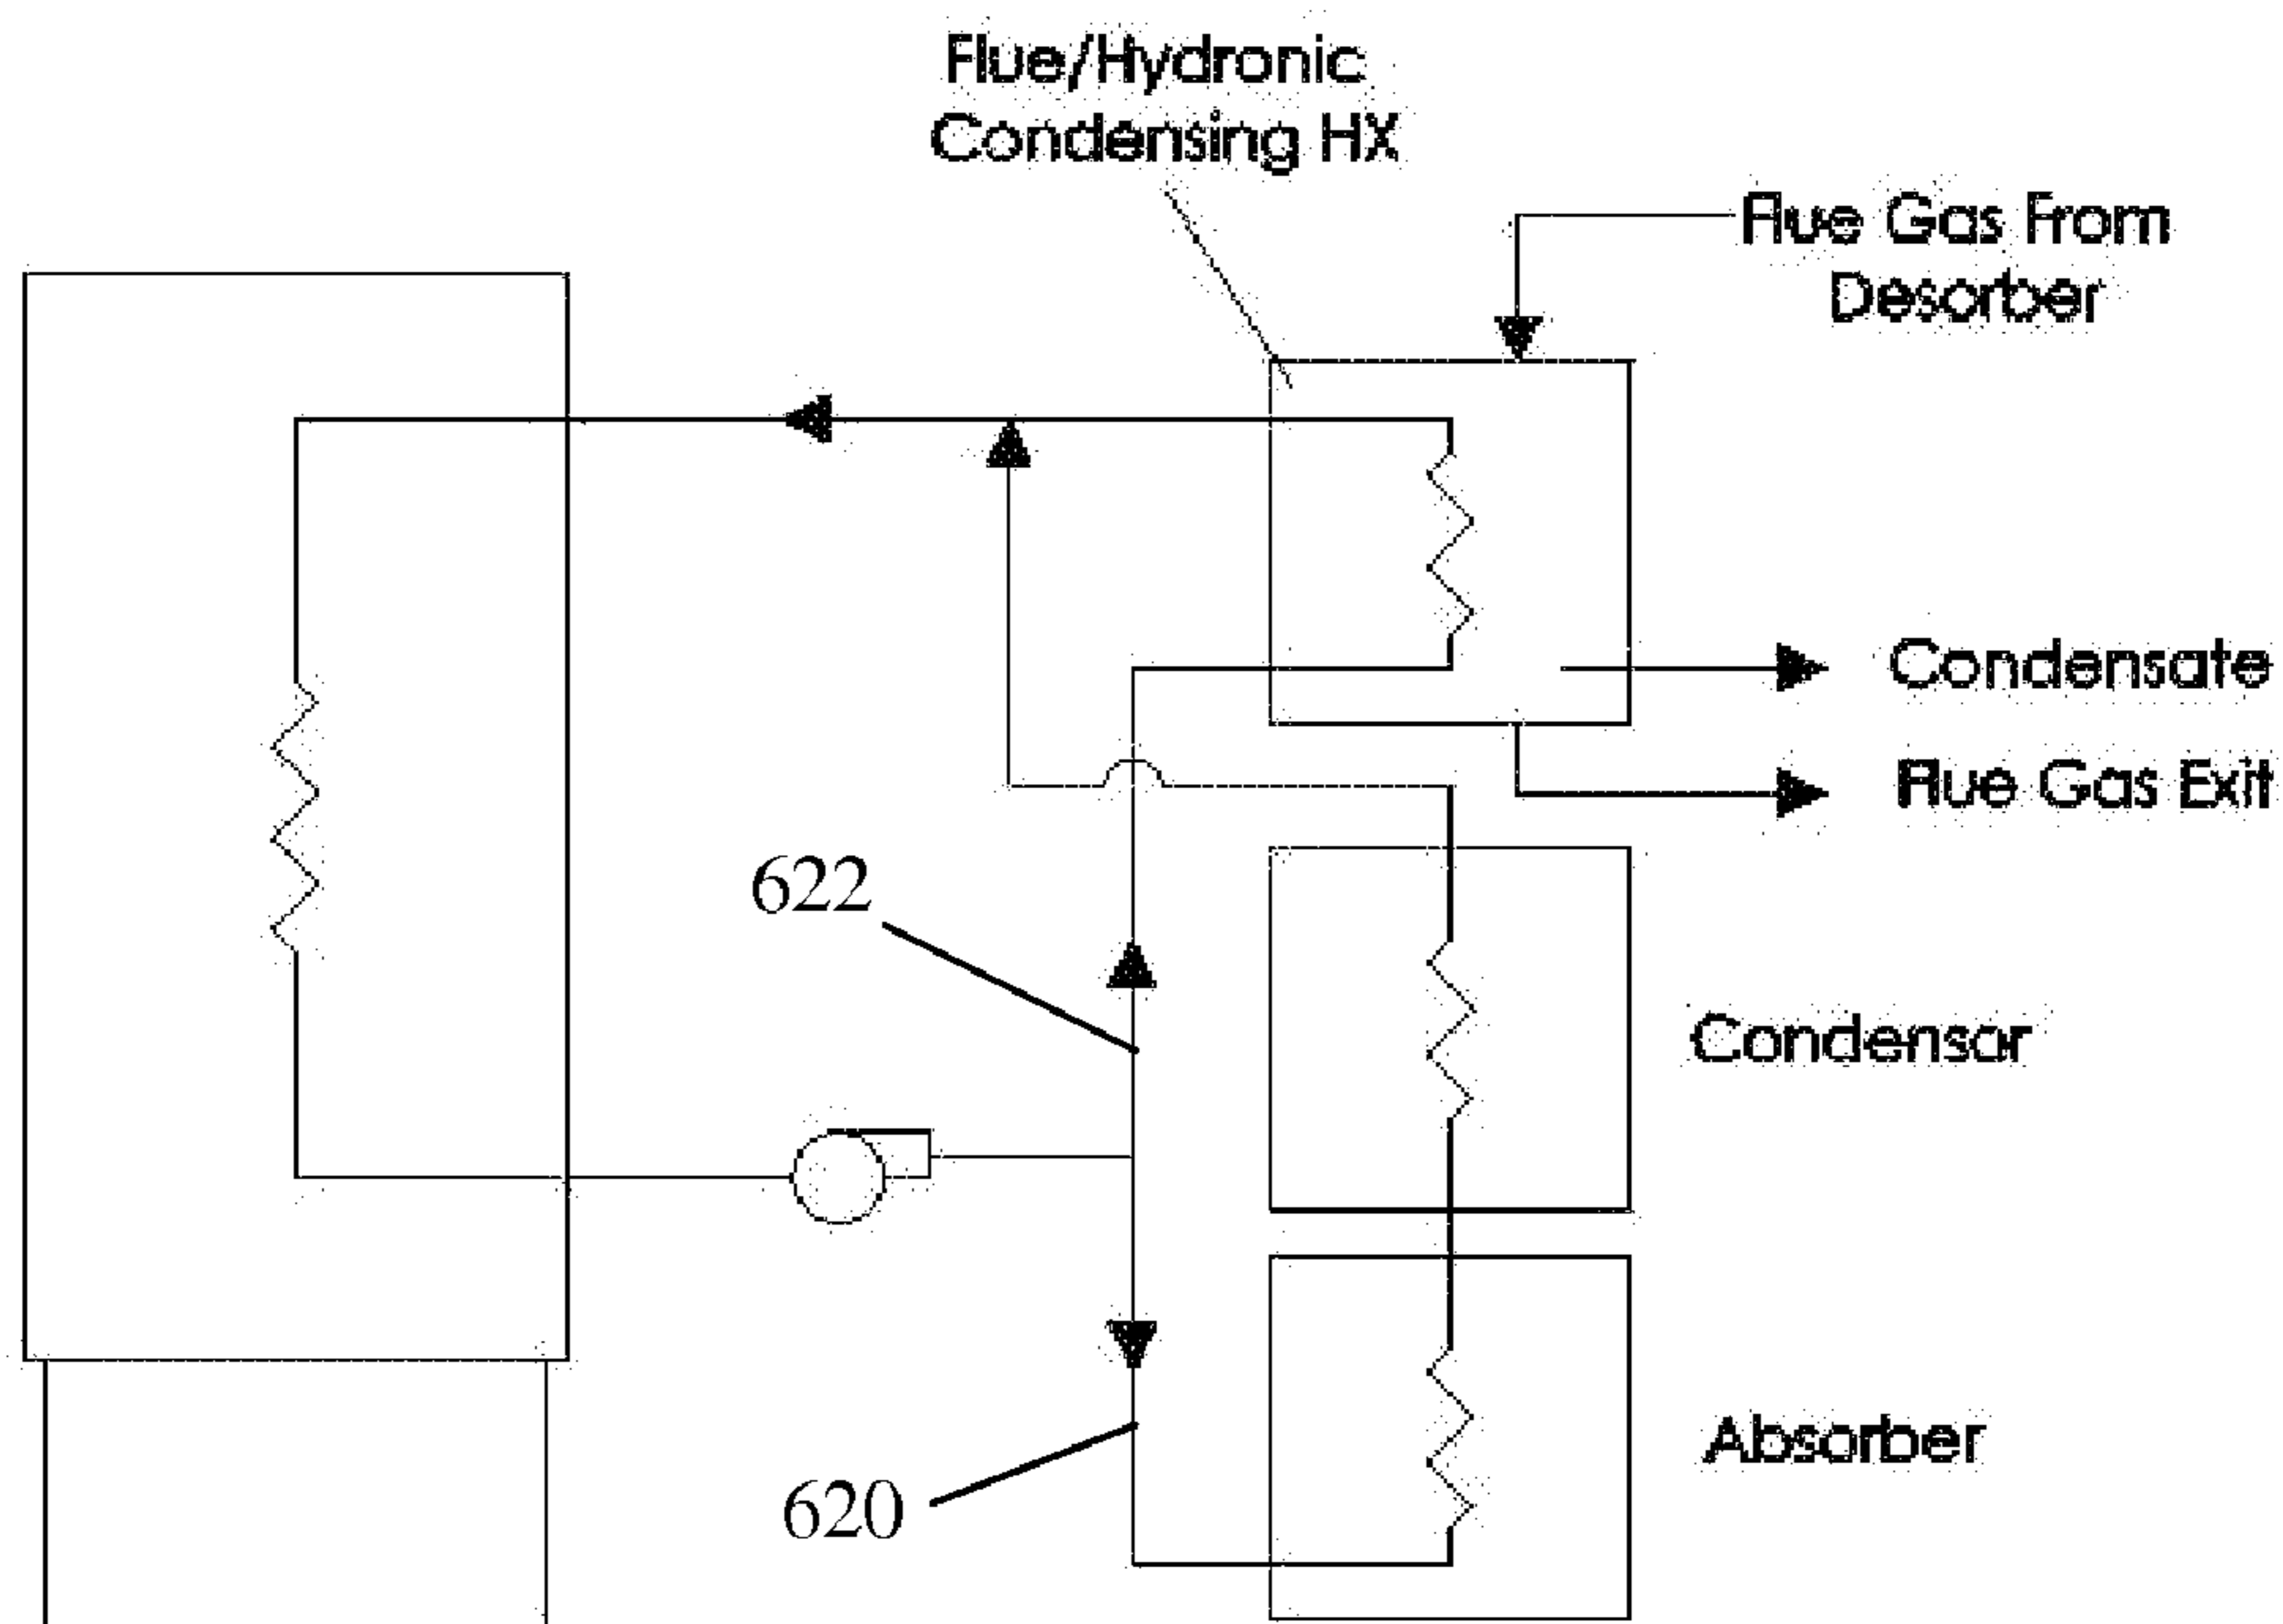 Flue/Hydronic
Condensing HX
Flue Gas From
Desorber
Condensate
Flue Gas Exit
622
Condensor
Absorber
620